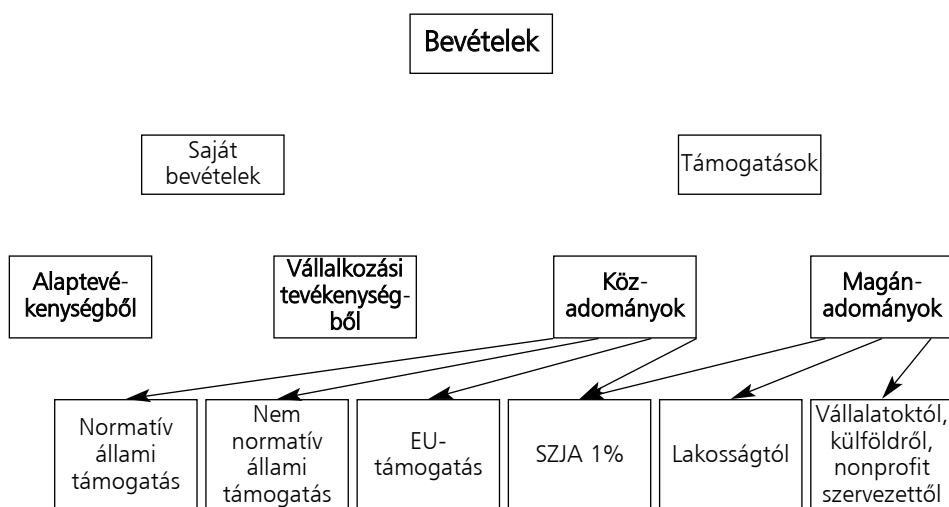 Bevételek
Saját
bevételek
Támogatások
Alaptevé-
kenységből
Vállalkozási
tevékenység-
ből
Köz-
adományok
Magán-
adományok
Normatív
állami
támogatás
Nem
normatív
állami
támogatás
EU-
támogatás
SZJA 1%
Lakosságtól
Vállalatoktól,
külföldről,
nonprofit
szervezettől